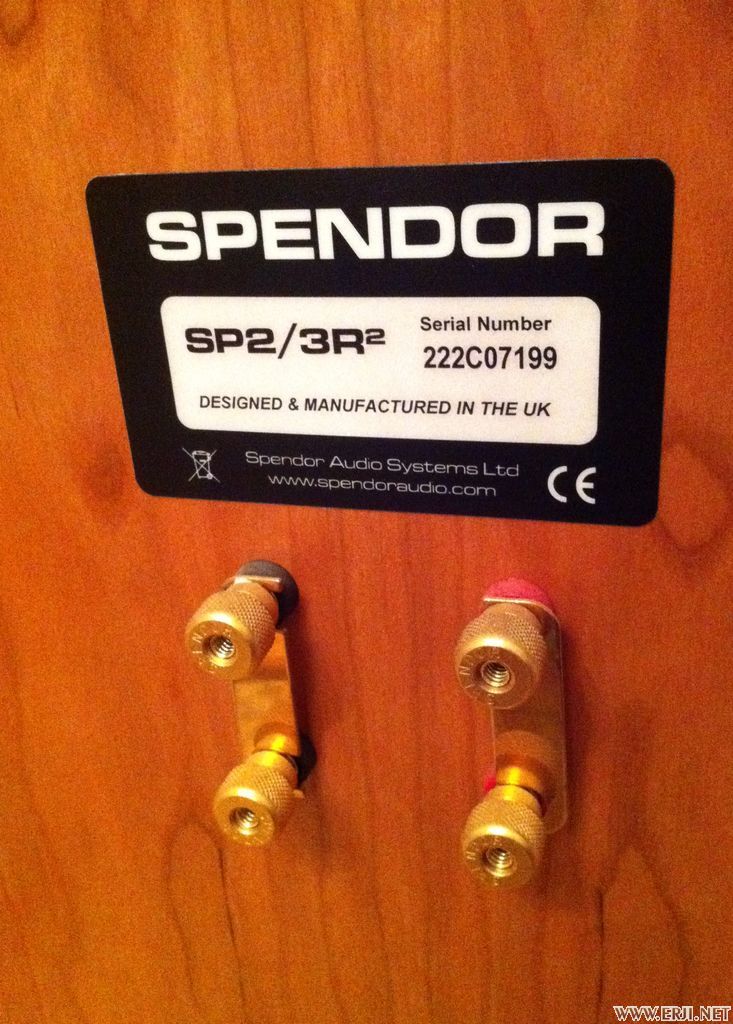 SPENDOR
SP2/3R²
Serial Number
222C07199
DESIGNED & MANUFACTURED IN THE UK
Spendor Audio Systems Ltd
www.spendoraudio.com
CE
WWW.ERJI.NET